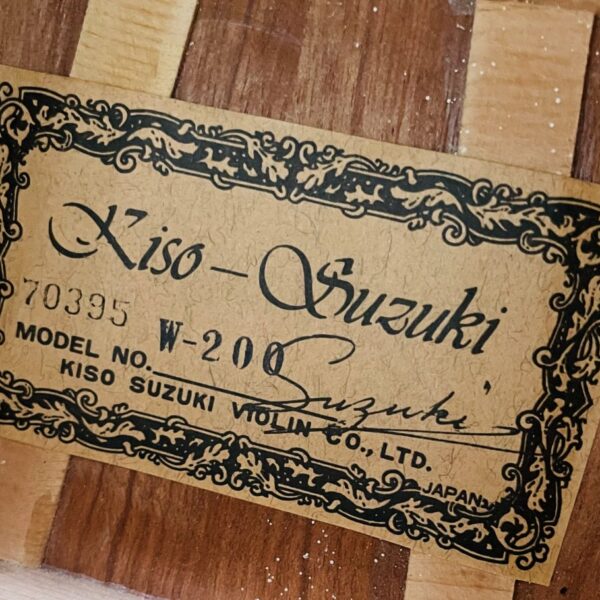 Kiso-Suzuki
70395
MODEL NO. W-200
Suzuki
KISO SUZUKI VIOLIN CO., LTD.
JAPAN